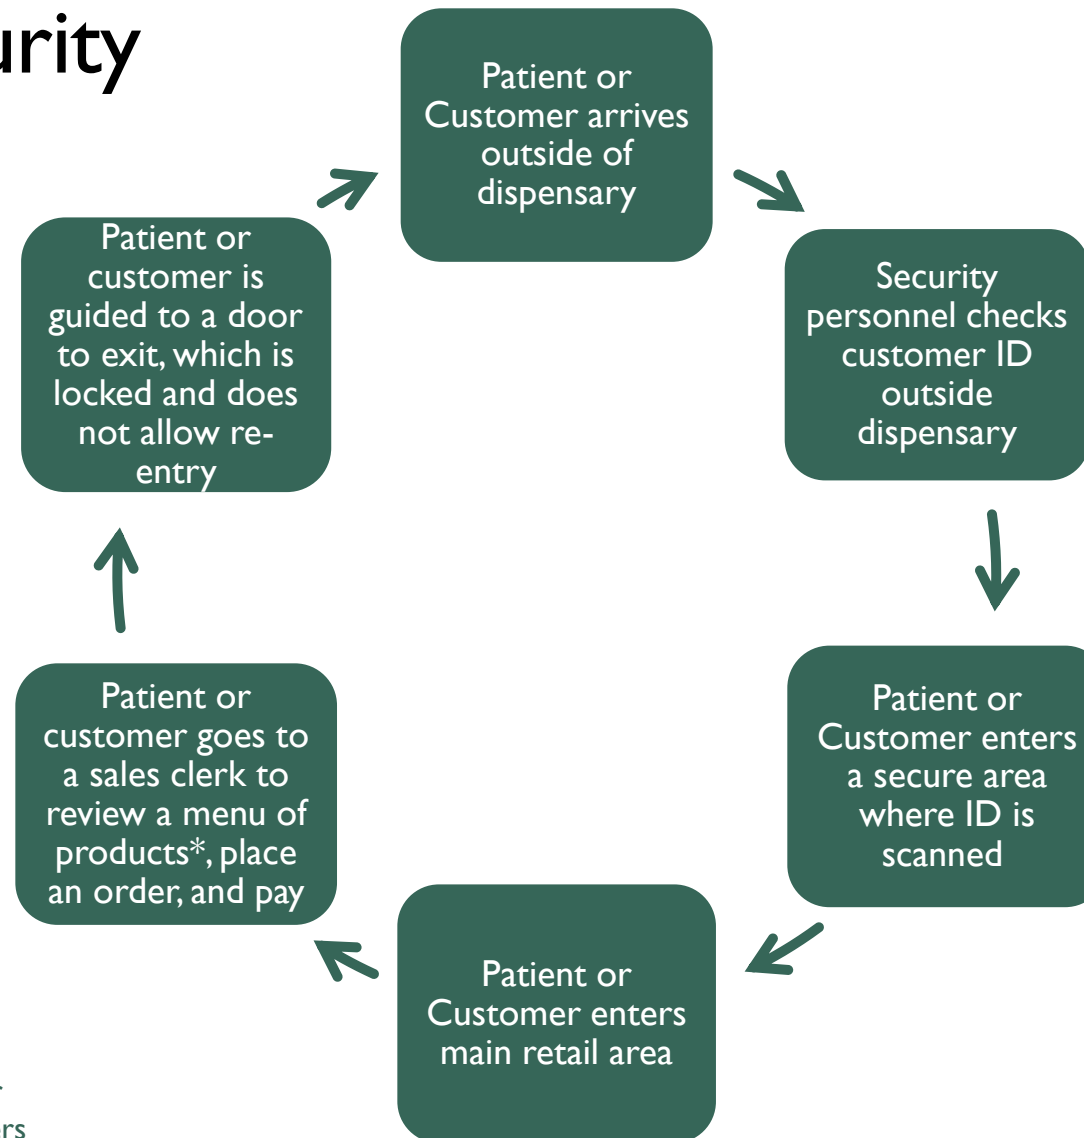 Patient or
Customer arrives
outside of
dispensary
Security
personnel checks
customer ID
outside
dispensary
Patient or
Customer enters
a secure area
where ID is
scanned
Patient or
Customer enters
main retail area
Patient or
customer goes to
a sales clerk to
review a menu of
products*, place
an order, and pay
Patient or
customer is
guided to a door
to exit, which is
locked and does
not allow re-
entry